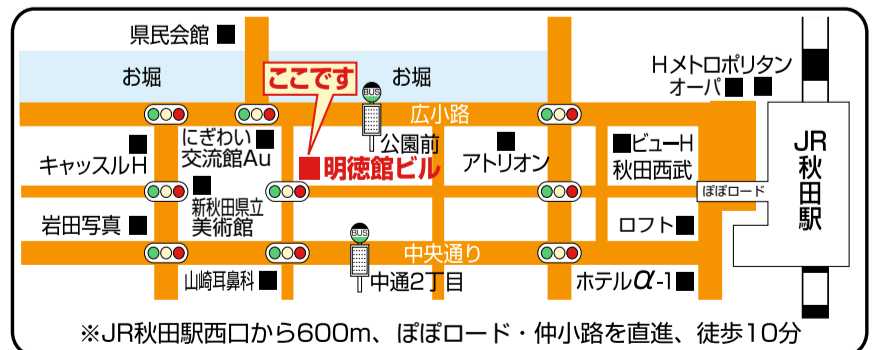 県民会館
お堀
ここです
お堀
Hメトロポリタン
オーパ
BUS
広小路
公園前
にぎわい
交流館Au
キャッスルH
明徳館ビル
アトリオン
ビューH
秋田西武
JR秋田駅
ぽぽロード
新秋田県立
美術館
岩田写真
ロフト
BUS
中央通り
山崎耳鼻科
中通2丁目
ホテルα-1
※JR秋田駅西口から600m、ぽぽロード・仲小路を直進、徒歩10分